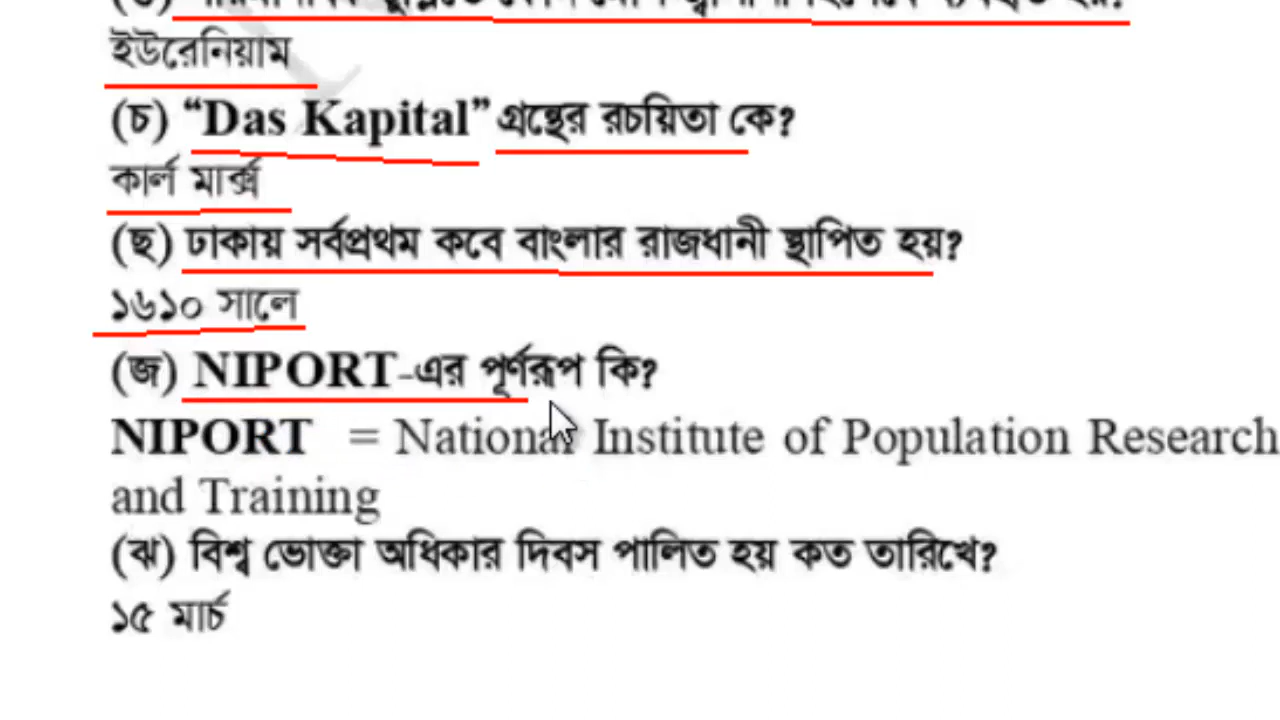 ইউরেনিয়াম
(চ) “Das Kapital” গ্রন্থের রচয়িতা কে?
কার্ল মার্ক্স
(ছ) ঢাকায় সর্বপ্রথম কবে বাংলার রাজধানী স্থাপিত হয়?
১৬১০ সালে
(জ) NIPORT-এর পূর্ণরূপ কি?
NIPORT = National Institute of Population Research
and Training
(ঝ) বিশ্ব ভোক্তা অধিকার দিবস পালিত হয় কত তারিখে?
১৫ মার্চ